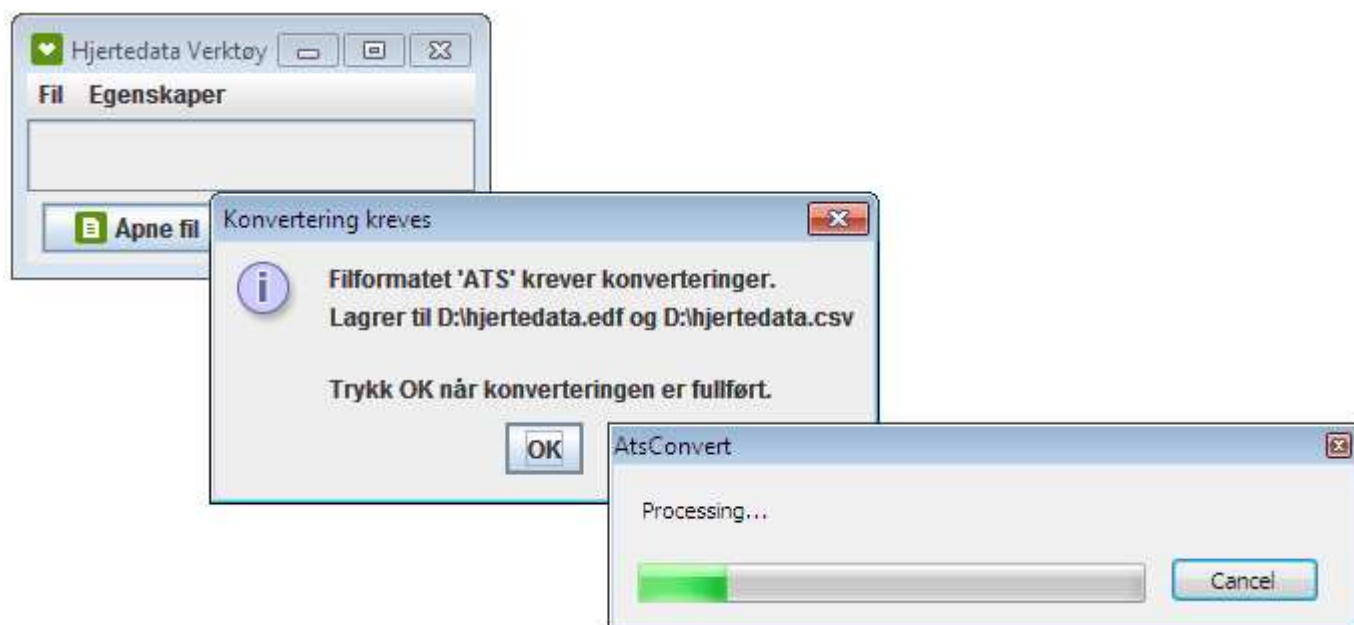 Hjertedata Verktøy
Fil Egenskaper
Åpne fil
Konvertering kreves
Filformatet 'ATS' krever konverteringer.
Lagrer til D:\hjertedata.edf og D:\hjertedata.csv
Trykk OK når konverteringen er fullført.
OK
AtsConvert
Processing...
Cancel